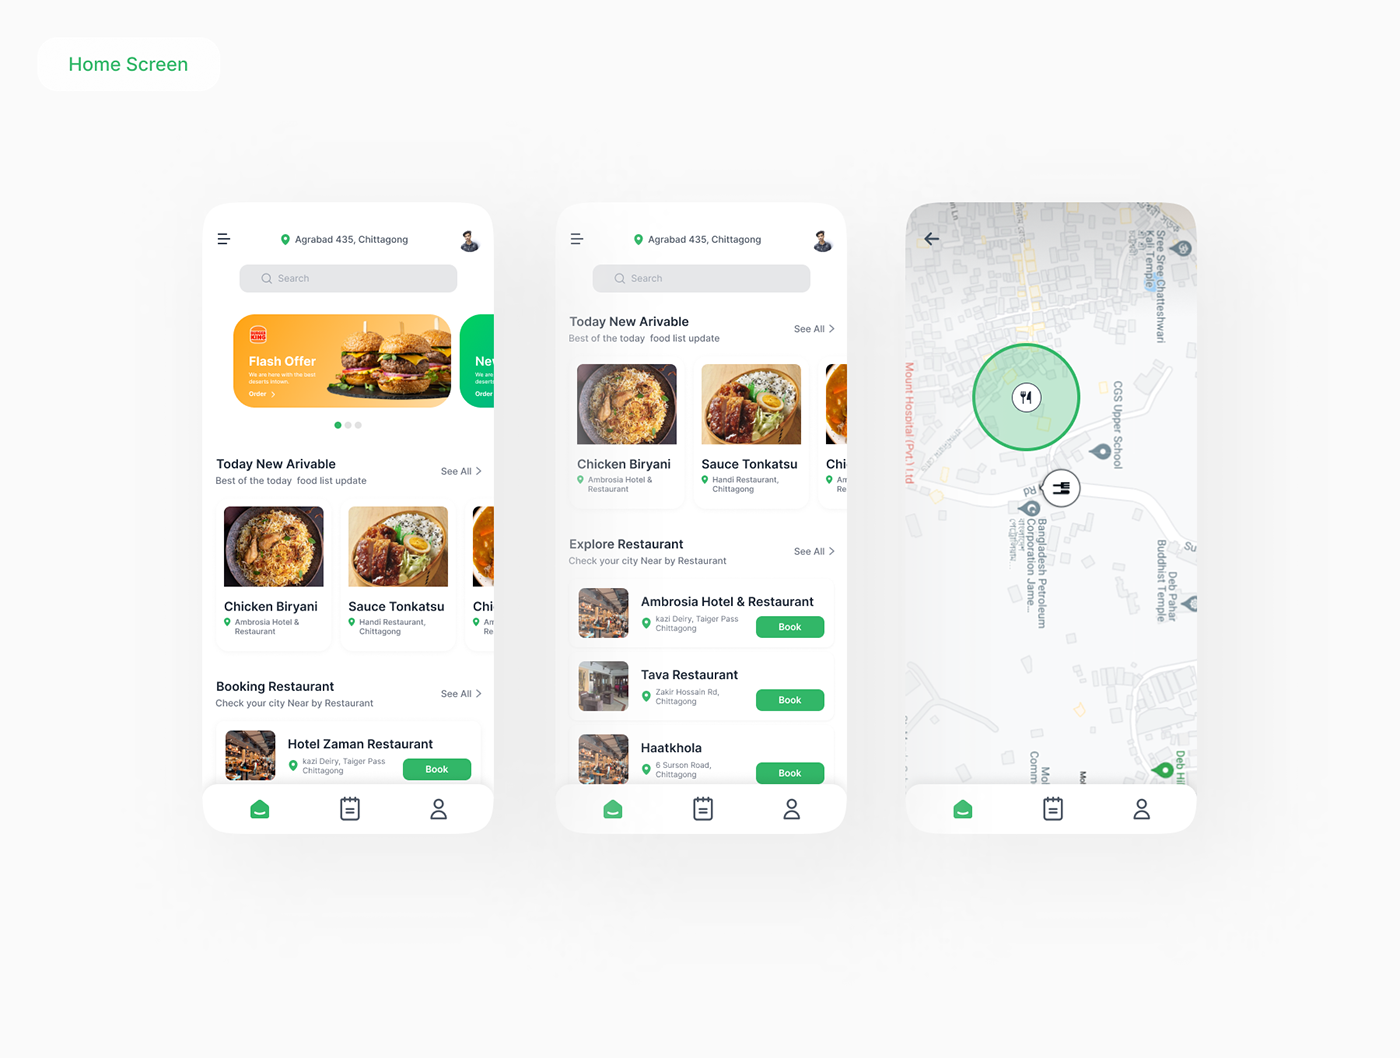 Home Screen
Agrabad 435, Chittagong
Search
BURGER
KING
Flash Offer
We are here with the best
deserts intown.
Order
New
We are
deserts
Order
Today New Arivable
Best of the today food list update
See All
Chicken Biryani
Ambrosia Hotel &
Restaurant
Sauce Tonkatsu
Handi Restaurant,
Chittagong
Chi
Am
Re
Booking Restaurant
Check your city Near by Restaurant
See All
Hotel Zaman Restaurant
kazi Deiry, Taiger Pass
Chittagong
Book
Agrabad 435, Chittagong
Search
Today New Arivable
Best of the today food list update
See All
Chicken Biryani
Ambrosia Hotel &
Restaurant
Sauce Tonkatsu
Handi Restaurant,
Chittagong
Chi
Am
Re
Explore Restaurant
Check your city Near by Restaurant
See All
Ambrosia Hotel & Restaurant
kazi Deiry, Taiger Pass
Chittagong
Book
Tava Restaurant
Zakir Hossain Rd,
Chittagong
Book
Haatkhola
6 Surson Road,
Chittagong
Book
Sree Sree Chatteshwari
Kali Temple
Mount Hospital (Pvt.) Ltd
CGS Upper School
Rd
Bangladesh Petroleum
Corporation Jame...
Deb Pahar
Buddhist Temple
Su
Deb Hil
Mol
Comm
Mol